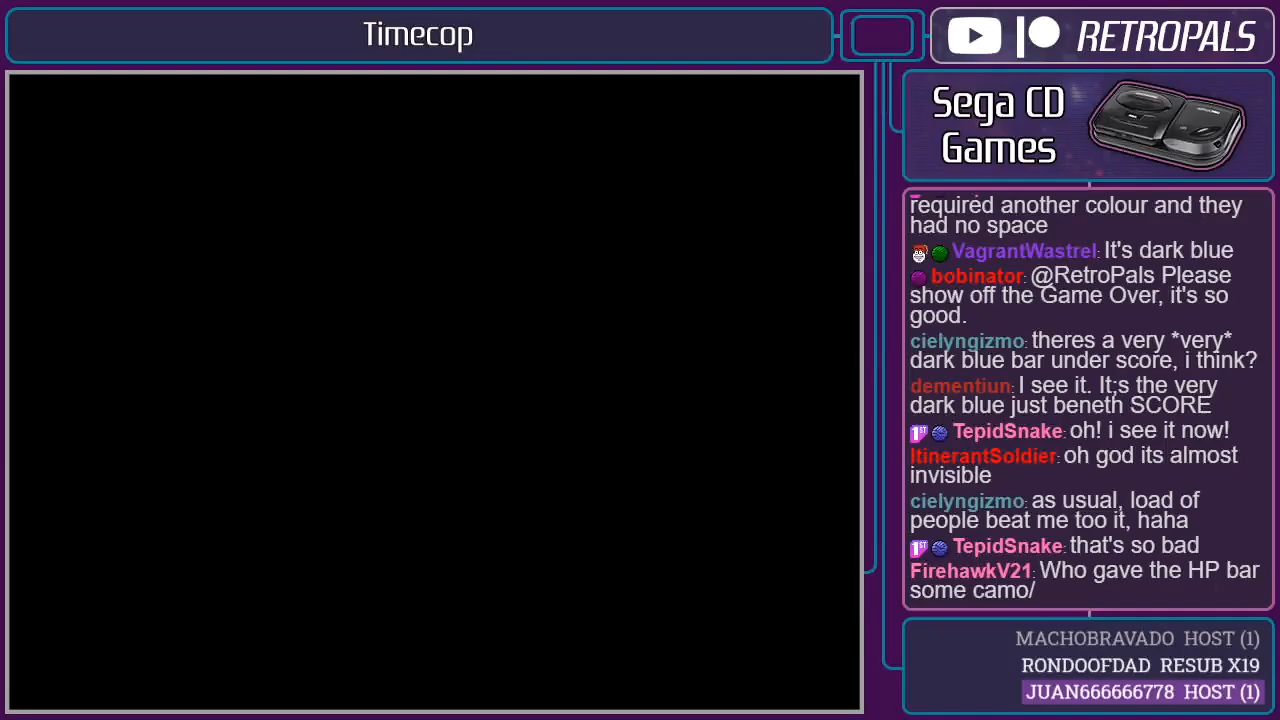 Timecop
RETROPALS
Sega CD
Games
required another colour and they
had no space
VagrantWastrel: It's dark blue
bobinator: @RetroPals Please
show off the Game Over, it's so
good.
cielyngizmo: theres a very *very*
dark blue bar under score, i think?
dementiun: I see it. It;s the very
dark blue just beneth SCORE
1ST TepidSnake: oh! i see it now!
ItinerantSoldier: oh god its almost
invisible
cielyngizmo: as usual, load of
people beat me too it, haha
1ST TepidSnake: that's so bad
FirehawkV21: Who gave the HP bar
some camo/
MACHOBRAVADO HOST (1)
RONDOOFDAD RESUB X19
JUAN666666778 HOST (1)